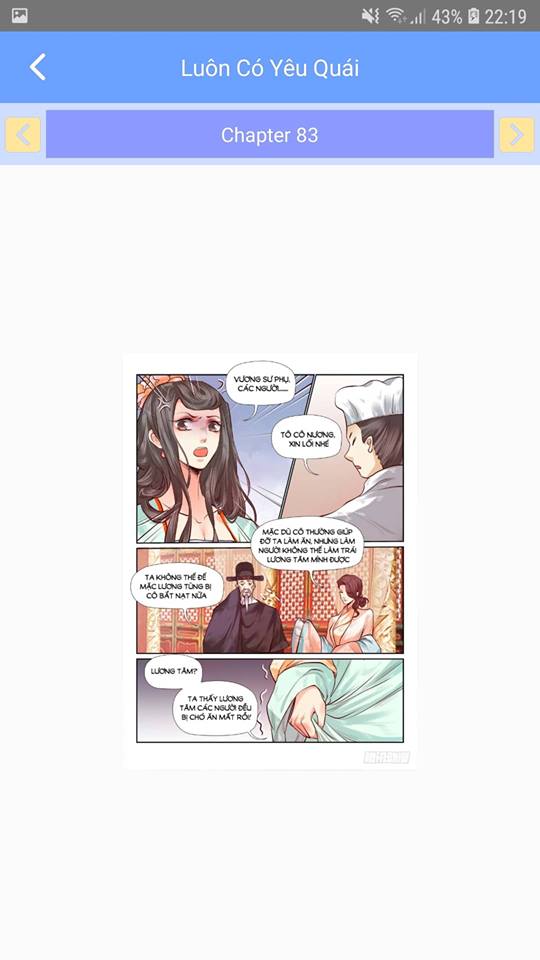 43% 22:19
Luôn Có Yêu Quái
Chapter 83
VƯƠNG SƯ PHỤ,
CÁC NGƯỜI......
TÔ CÔ NƯƠNG,
XIN LỖI NHÉ
MẶC DÙ CÔ THƯỜNG GIÚP
ĐỠ TA LÀM ĂN, NHƯNG LÀM
NGƯỜI KHÔNG THỂ LÀM TRÁI
LƯƠNG TÂM MÌNH ĐƯỢC
TA KHÔNG THỂ ĐỂ
MẶC LƯƠNG TÙNG BỊ
CÔ BẮT NẠT NỮA
LƯƠNG TÂM?
TA THẤY LƯƠNG
TÂM CÁC NGƯỜI ĐỀU
BỊ CHÓ ĂN MẤT RỒI!